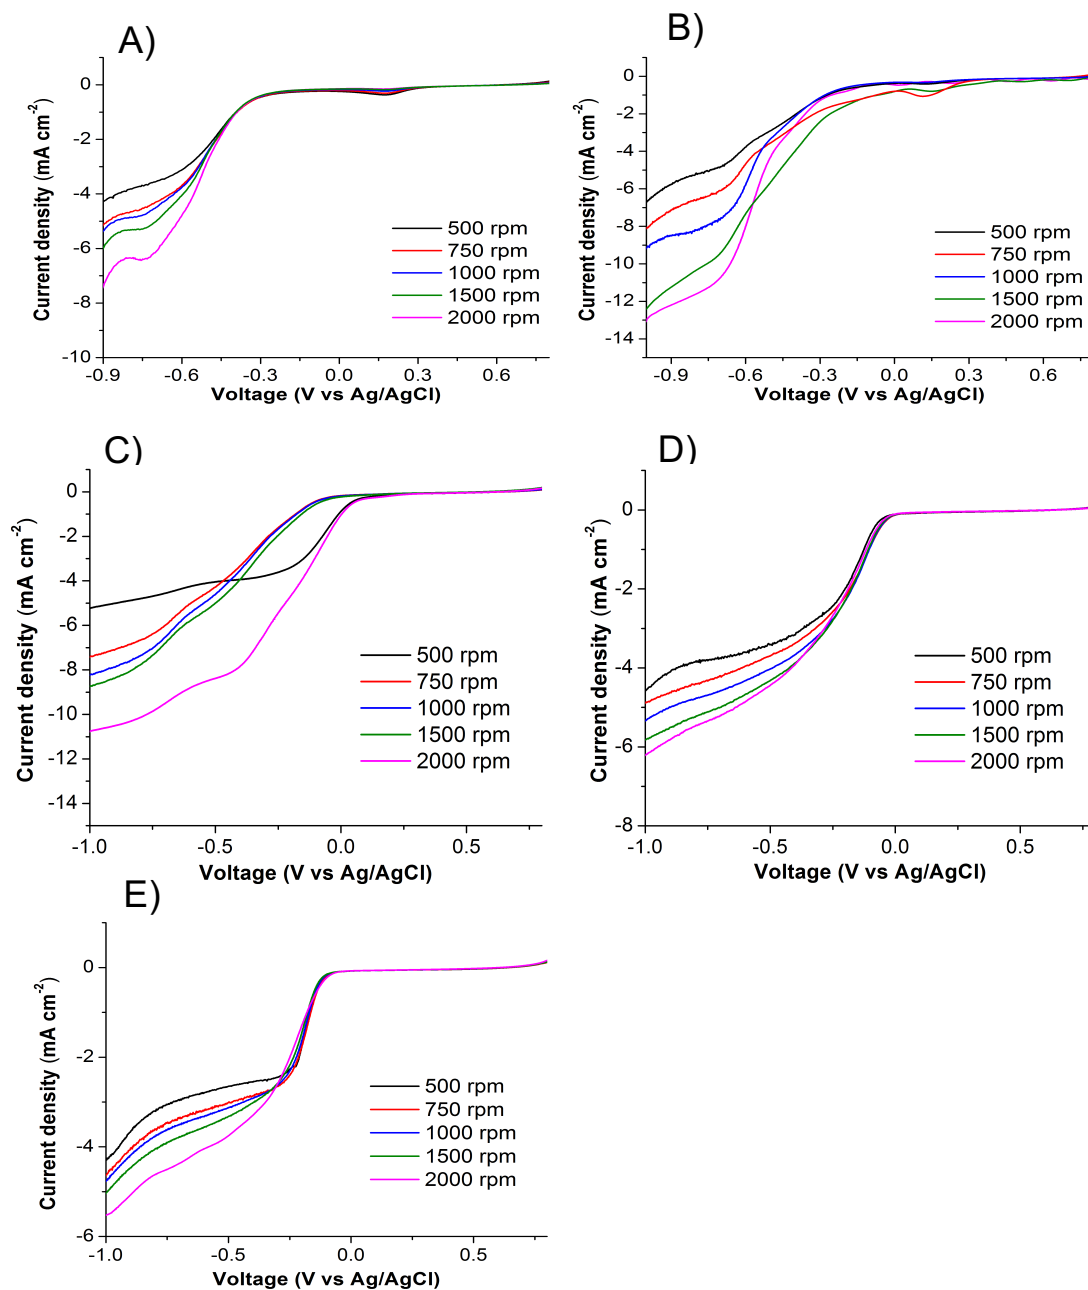 A)
0
-2
-4
-6
-8
-10
Current density (mA cm-2)
500 rpm
750 rpm
1000 rpm
1500 rpm
2000 rpm
-0.9 -0.6 -0.3 0.0 0.3 0.6
Voltage (V vs Ag/AgCl)
B)
0
-2
-4
-6
-8
-10
-12
-14
Current density (mA cm-2)
500 rpm
750 rpm
1000 rpm
1500 rpm
2000 rpm
-0.9 -0.6 -0.3 0.0 0.3 0.6
Voltage (V vs Ag/AgCl)
C)
0
-2
-4
-6
-8
-10
-12
-14
Current density (mA cm-2)
500 rpm
750 rpm
1000 rpm
1500 rpm
2000 rpm
-1.0 -0.5 0.0 0.5
Voltage (V vs Ag/AgCl)
D)
0
-2
-4
-6
-8
Current density (mA cm-2)
500 rpm
750 rpm
1000 rpm
1500 rpm
2000 rpm
-1.0 -0.5 0.0 0.5
Voltage (V vs Ag/AgCl)
E)
0
-2
-4
-6
Current density (mA cm-2)
500 rpm
750 rpm
1000 rpm
1500 rpm
2000 rpm
-1.0 -0.5 0.0 0.5
Voltage (V vs Ag/AgCl)